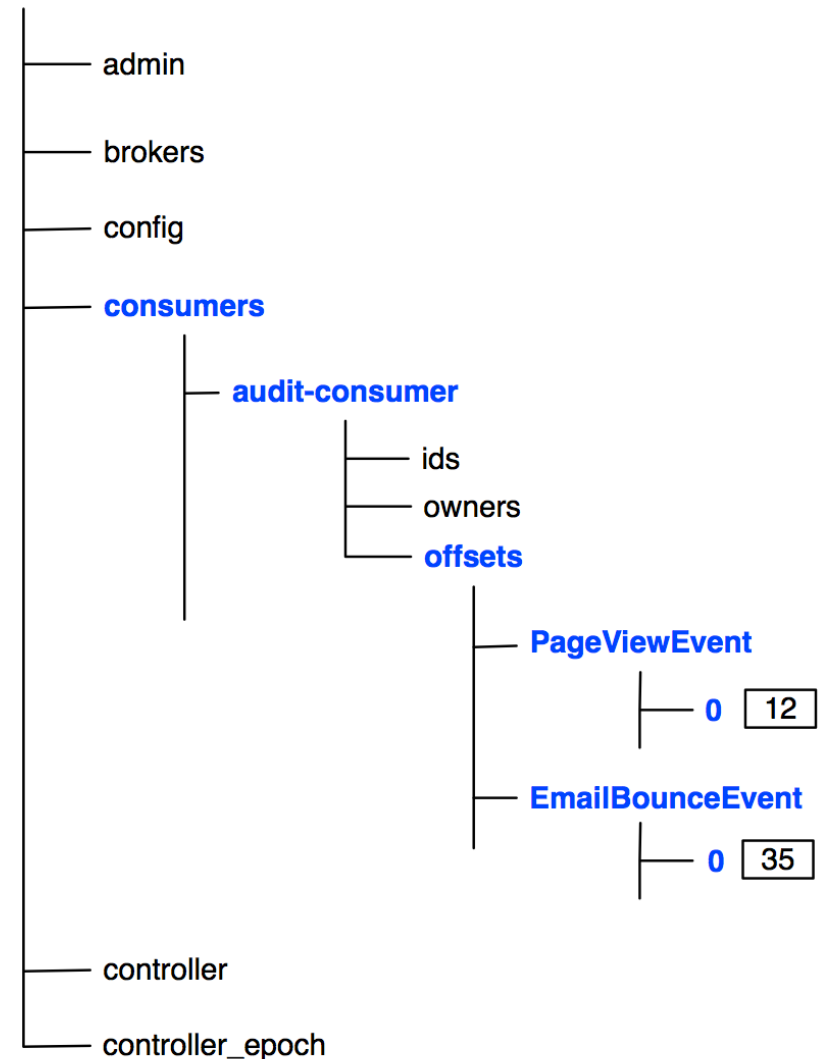 admin
brokers
config
consumers
audit-consumer
ids
owners
offsets
PageViewEvent
0 12
EmailBounceEvent
0 35
controller
controller_epoch